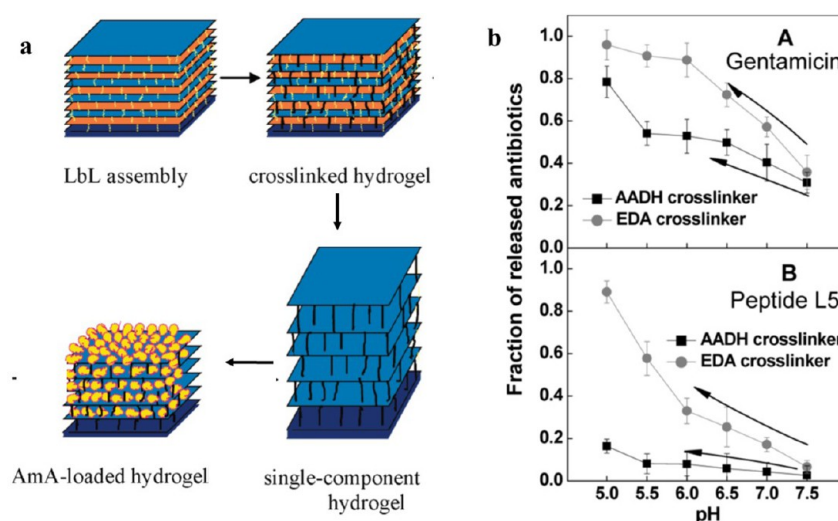 a
LbL assembly
crosslinked hydrogel
AmA-loaded hydrogel
single-component
hydrogel
b
Fraction of released antibiotics
A
Gentamicin
1.0
0.8
0.6
0.4
0.2
0.0
AADH crosslinker
EDA crosslinker
B
Peptide L5
1.0
0.8
0.6
0.4
0.2
0.0
AADH crosslinker
EDA crosslinker
5.0 5.5 6.0 6.5 7.0 7.5
pH